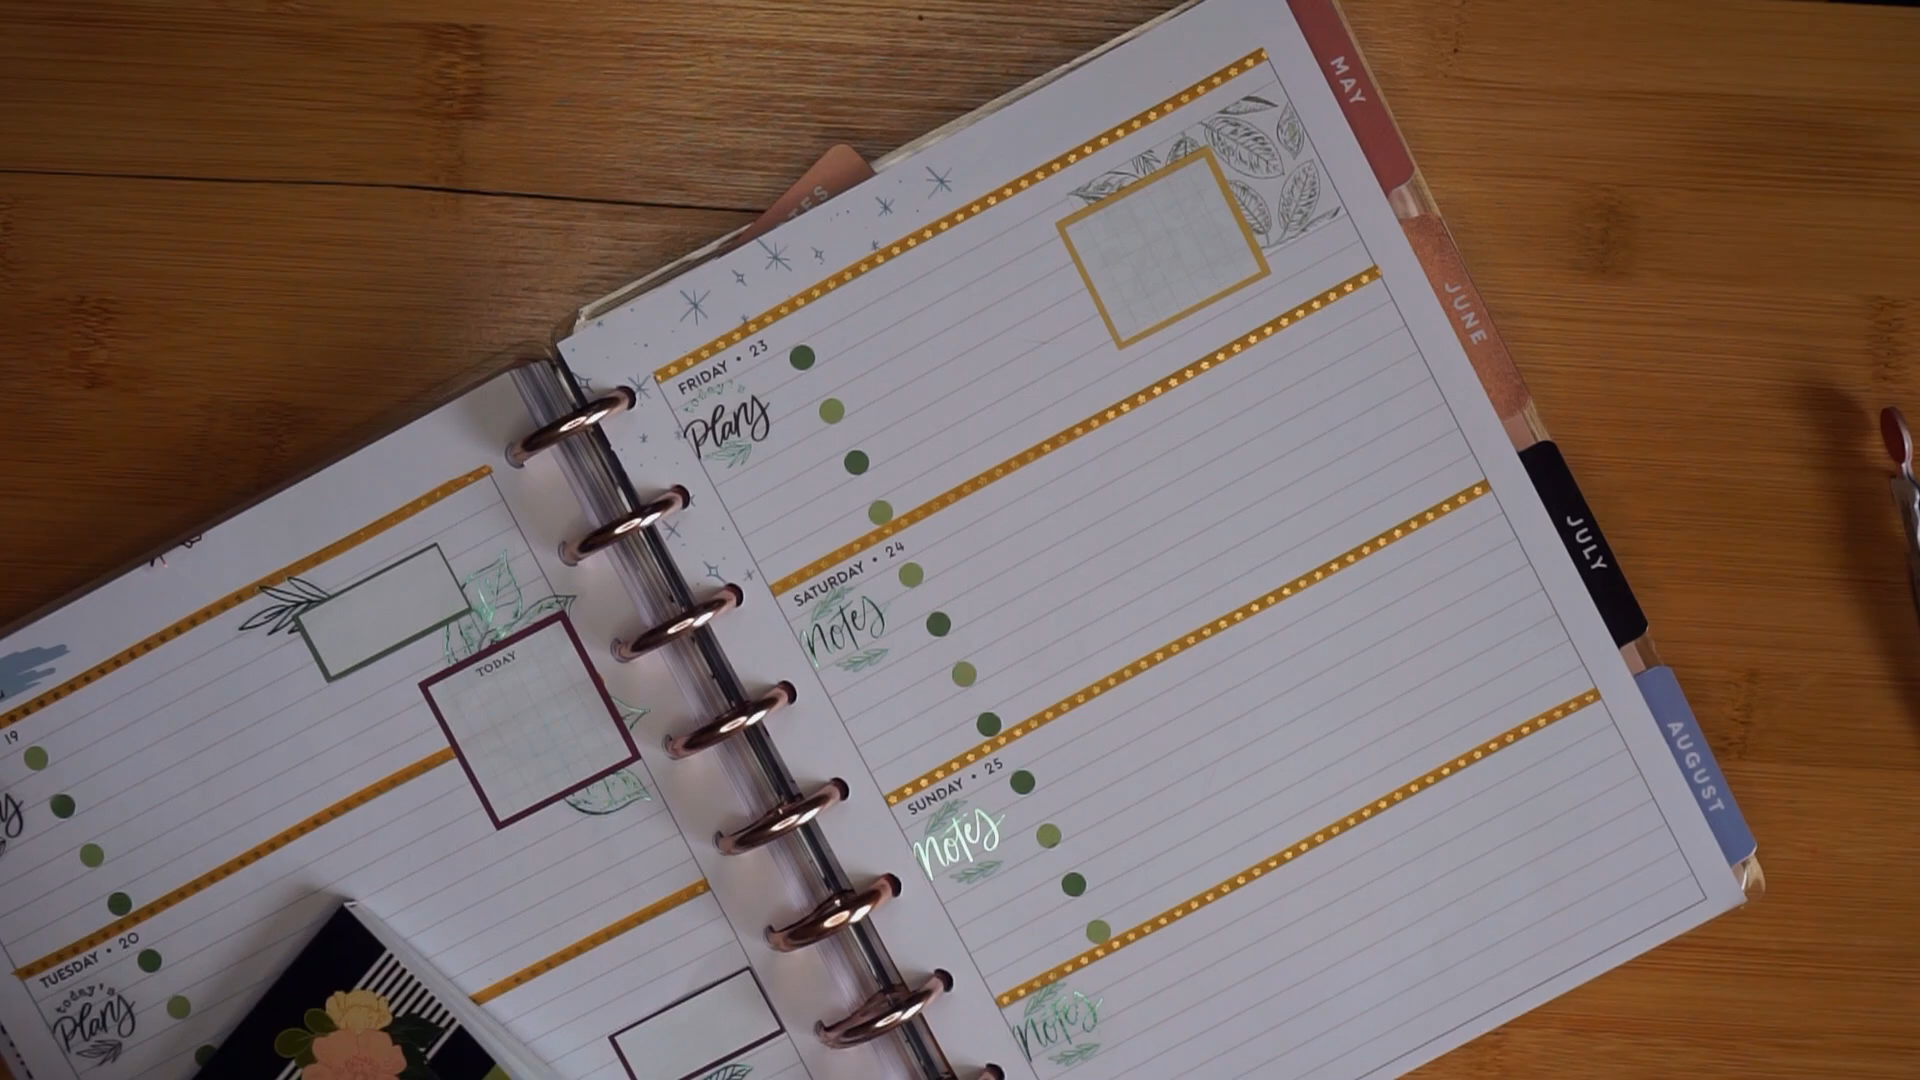 19
TODAY
TUESDAY • 20
today's
Plans
FRIDAY • 23
today's
Plans
SATURDAY • 24
notes
SUNDAY • 25
notes
notes
MAY
JUNE
JULY
AUGUST